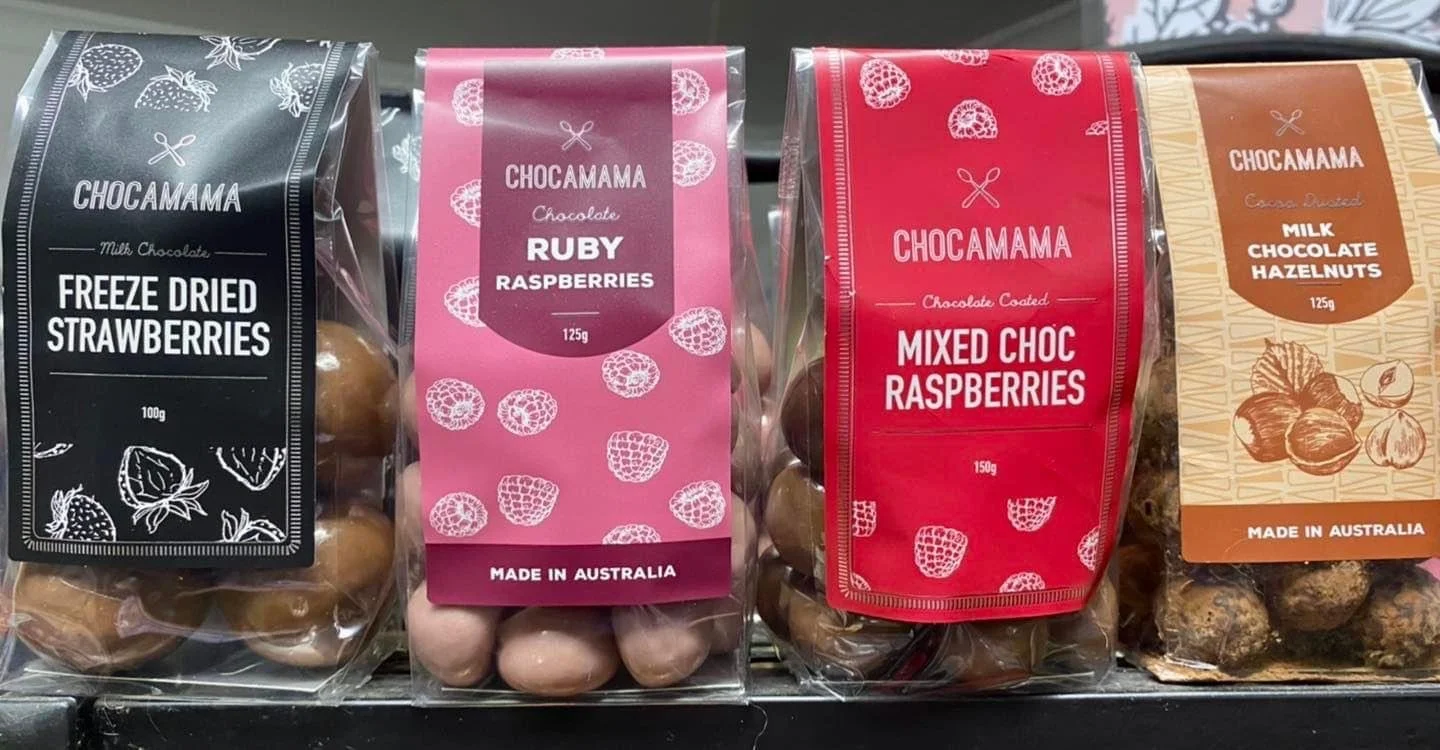 CHOCAMAMA
Milk Chocolate
FREEZE DRIED
STRAWBERRIES
100g
CHOCAMAMA
Chocolate
RUBY
RASPBERRIES
125g
MADE IN AUSTRALIA
CHOCAMAMA
Chocolate Coated
MIXED CHOC
RASPBERRIES
150g
CHOCAMAMA
Cocoa Dusted
MILK
CHOCOLATE
HAZELNUTS
125g
MADE IN AUSTRALIA